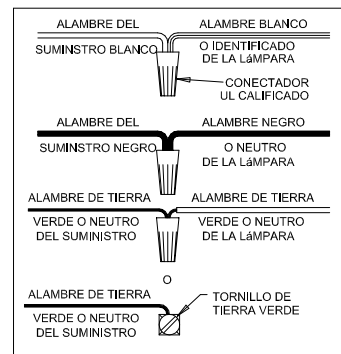 ALAMBRE DEL ALAMBRE BLANCO
SUMINISTRO BLANCO O IDENTIFICADO
DE LA LáMPARA
CONECTADOR
UL CALIFICADO
ALAMBRE DEL ALAMBRE NEGRO
SUMINISTRO NEGRO O NEUTRO
DE LA LáMPARA
ALAMBRE DE TIERRA ALAMBRE DE TIERRA
VERDE O NEUTRO VERDE O NEUTRO
DEL SUMINISTRO DE LA LáMPARA
O
ALAMBRE DE TIERRA TORNILLO DE
VERDE O NEUTRO TIERRA VERDE
DEL SUMINISTRO